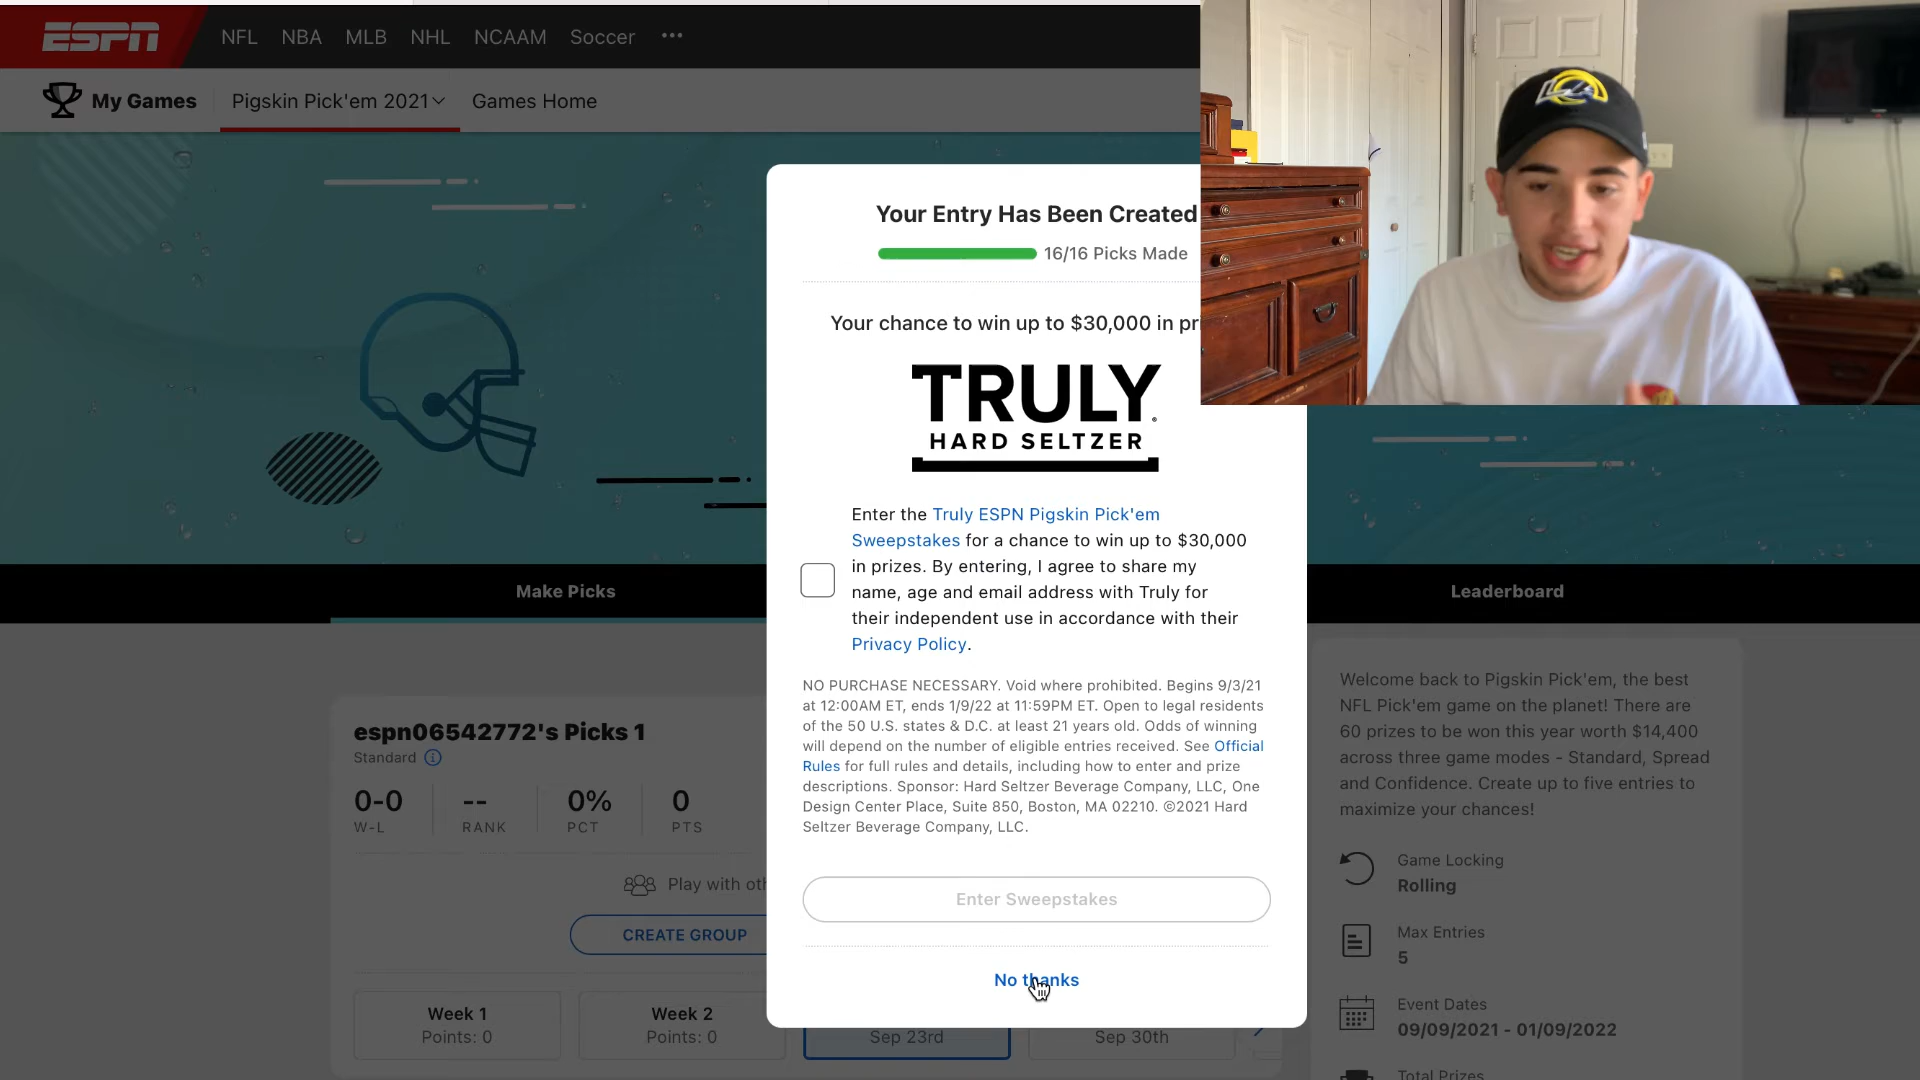 ESPN
NFL NBA MLB NHL NCAAM Soccer •••
My Games Pigskin Pick'em 2021 Games Home
Your Entry Has Been Created
16/16 Picks Made
Your chance to win up to $30,000 in pr
TRULY
HARD SELTZER
Enter the Truly ESPN Pigskin Pick'em
Sweepstakes for a chance to win up to $30,000
in prizes. By entering, I agree to share my
name, age and email address with Truly for
their independent use in accordance with their
Privacy Policy.
NO PURCHASE NECESSARY. Void where prohibited. Begins 9/3/21
at 12:00AM ET, ends 1/9/22 at 11:59PM ET. Open to legal residents
of the 50 U.S. states & D.C. at least 21 years old. Odds of winning
will depend on the number of eligible entries received. See Official
Rules for full rules and details, including how to enter and prize
descriptions. Sponsor: Hard Seltzer Beverage Company, LLC, One
Design Center Place, Suite 850, Boston, MA 02210. ©2021 Hard
Seltzer Beverage Company, LLC.
Enter Sweepstakes
No thanks
Make Picks
Leaderboard
espn06542772's Picks 1
Standard
0-0 -- 0% 0
W-L RANK PCT PTS
Play with oth
CREATE GROUP
Week 1
Points: 0
Week 2
Points: 0
Sep 23rd
Sep 30th
Welcome back to Pigskin Pick'em, the best
NFL Pick'em game on the planet! There are
60 prizes to be won this year worth $14,400
across three game modes - Standard, Spread
and Confidence. Create up to five entries to
maximize your chances!
Game Locking
Rolling
Max Entries
5
Event Dates
09/09/2021 - 01/09/2022
Total Prizes